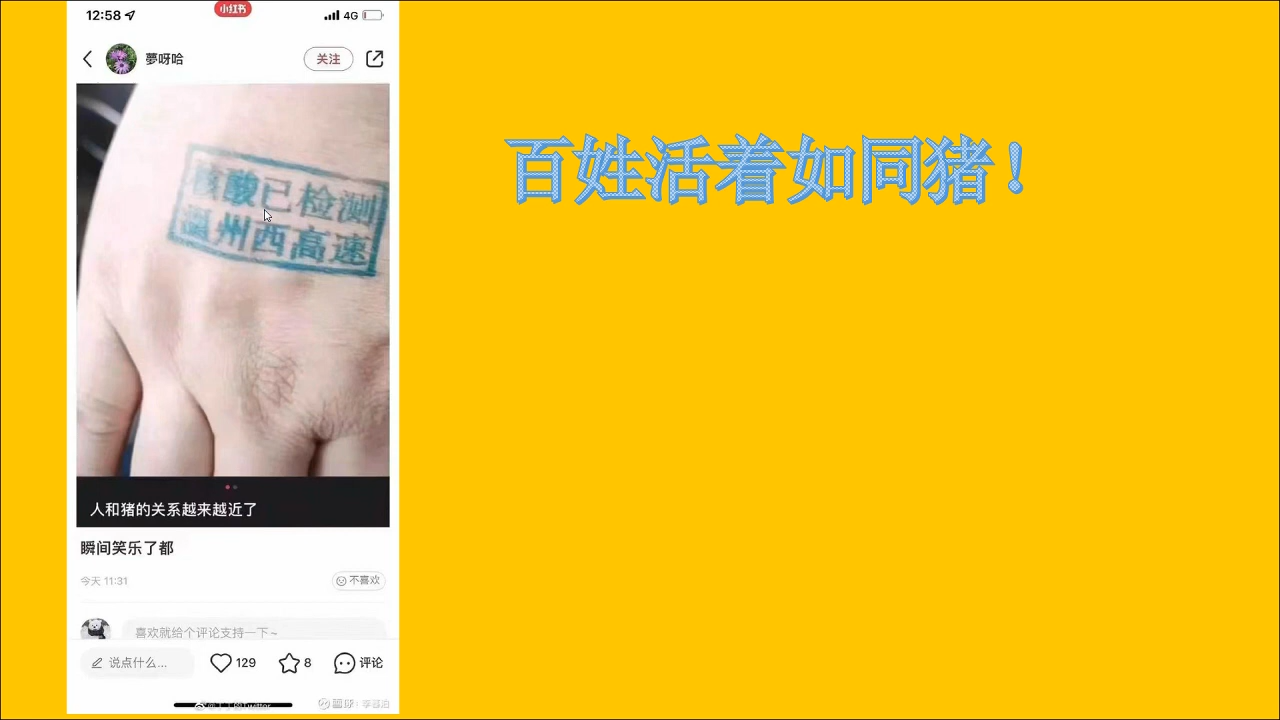 12:58
小红书
4G
夢呀哈
关注
核酸已检测
温州西高速
人和猪的关系越来越近了
瞬间笑乐了都
今天 11:31
不喜欢
喜欢就给个评论支持一下~
说点什么...
129
8
评论
百姓活着如同猪！